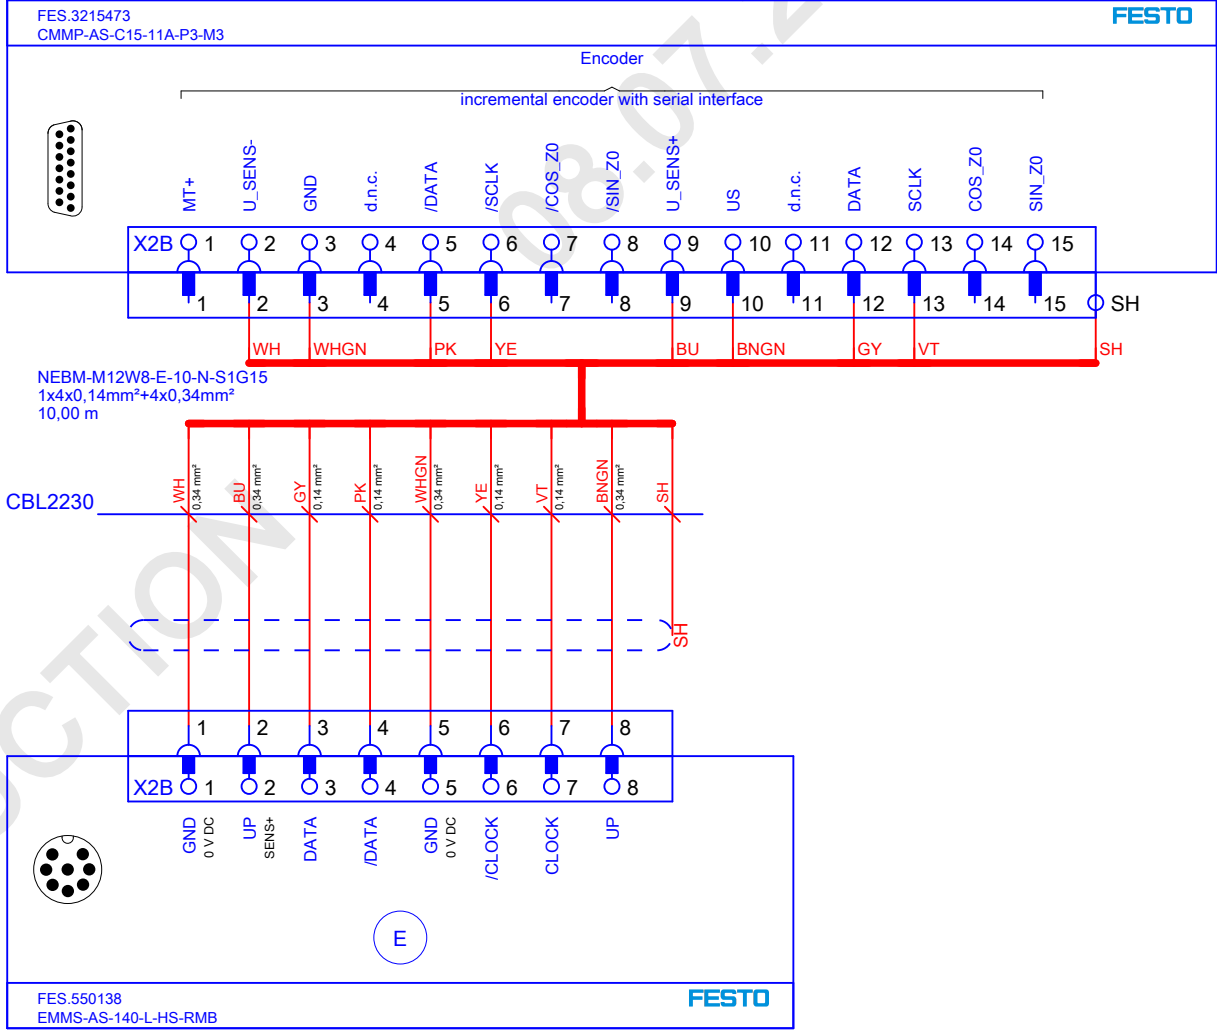 FES.3215473
CMMP-AS-C15-11A-P3-M3
FESTO
Encoder
incremental encoder with serial interface
MT+ U_SENS- GND d.n.c. /DATA /SCLK /COS_Z0 /SIN_Z0 U_SENS+ US d.n.c. DATA SCLK COS_Z0 SIN_Z0
X2B 1 2 3 4 5 6 7 8 9 10 11 12 13 14 15
1 2 3 4 5 6 7 8 9 10 11 12 13 14 15 SH
WH WHGN PK YE BU BNGN GY VT SH
NEBM-M12W8-E-10-N-S1G15
1x4x0,14mm²+4x0,34mm²
10,00 m
WH BU GY PK WHGN YE VT BNGN SH
0,34 mm² 0,34 mm² 0,14 mm² 0,14 mm² 0,34 mm² 0,14 mm² 0,14 mm² 0,34 mm²
CBL2230
SH
1 2 3 4 5 6 7 8
X2B 1 2 3 4 5 6 7 8
GND UP DATA /DATA GND /CLOCK CLOCK UP
0 V DC SENS+ 0 V DC
E
FES.550138
EMMS-AS-140-L-HS-RMB
FESTO
08.07.2
UCTION